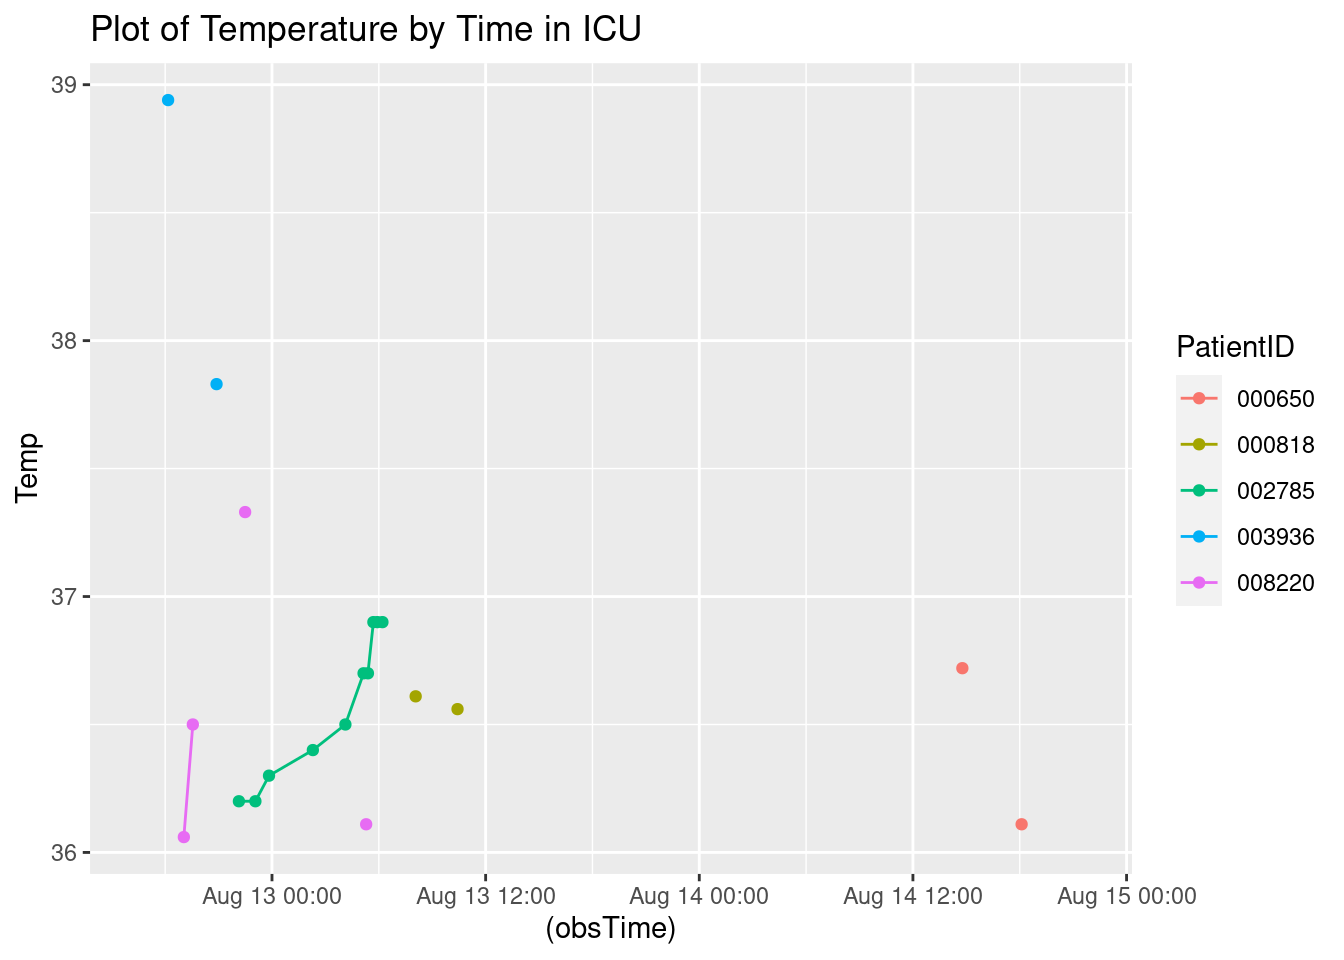 Plot of Temperature by Time in ICU
39
38
37
36
Temp
Aug 13 00:00
Aug 13 12:00
Aug 14 00:00
Aug 14 12:00
Aug 15 00:00
(obsTime)
PatientID
000650
000818
002785
003936
008220